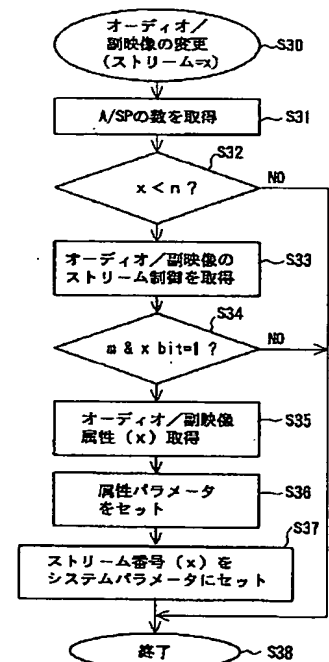 オーディオ／
副映像の変更
(ストリーム=x)
S30
A/SPの数を取得
S31
S32
x < n ?
NO
オーディオ／副映像の
ストリーム制御を取得
S33
S34
m & x bit=1 ?
NO
オーディオ／副映像
属性 (x) 取得
S35
属性パラメータ
をセット
S36
S37
ストリーム番号 (x) を
システムパラメータにセット
終了
S38